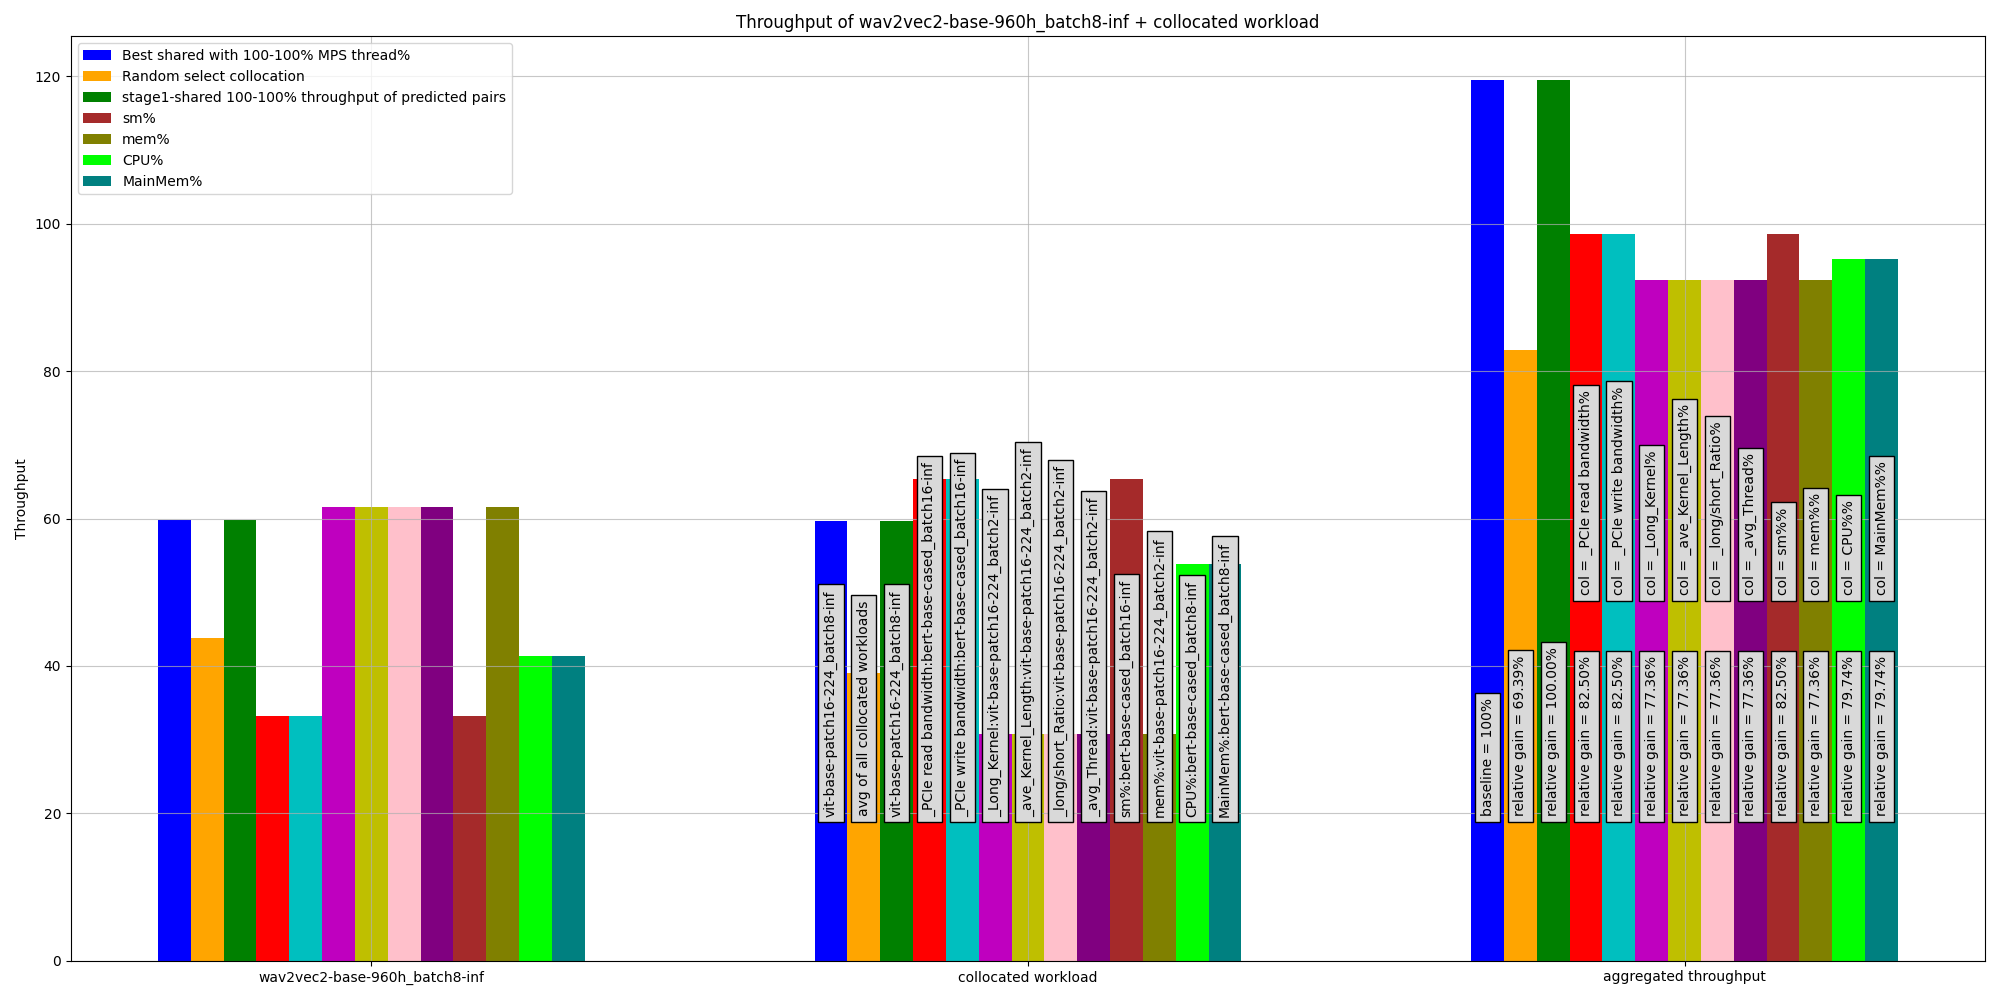 Throughput of wav2vec2-base-960h_batch8-inf + collocated workload
Best shared with 100-100% MPS thread%
Random select collocation
stage1-shared 100-100% throughput of predicted pairs
sm%
mem%
CPU%
MainMem%
Throughput
120
100
80
60
40
20
0
vit-base-patch16-224_batch8-inf
avg of all collocated workloads
vit-base-patch16-224_batch8-inf
_PCIe read bandwidth:bert-base-cased_batch16-inf
_PCIe write bandwidth:bert-base-cased_batch16-inf
_Long_Kernel:vit-base-patch16-224_batch2-inf
_ave_Kernel_Length:vit-base-patch16-224_batch2-inf
_long/short_Ratio:vit-base-patch16-224_batch2-inf
_avg_Thread:vit-base-patch16-224_batch2-inf
sm%:bert-base-cased_batch16-inf
mem%:vit-base-patch16-224_batch2-inf
CPU%:bert-base-cased_batch8-inf
MainMem%:bert-base-cased_batch8-inf
col = _PCIe read bandwidth%
col = _PCIe write bandwidth%
col = _Long_Kernel%
col = _ave_Kernel_Length%
col = _long/short_Ratio%
col = _avg_Thread%
col = sm%%
col = mem%%
col = CPU%%
col = MainMem%%
baseline = 100%
relative gain = 69.39%
relative gain = 100.00%
relative gain = 82.50%
relative gain = 82.50%
relative gain = 77.36%
relative gain = 77.36%
relative gain = 77.36%
relative gain = 77.36%
relative gain = 82.50%
relative gain = 77.36%
relative gain = 79.74%
relative gain = 79.74%
wav2vec2-base-960h_batch8-inf
collocated workload
aggregated throughput